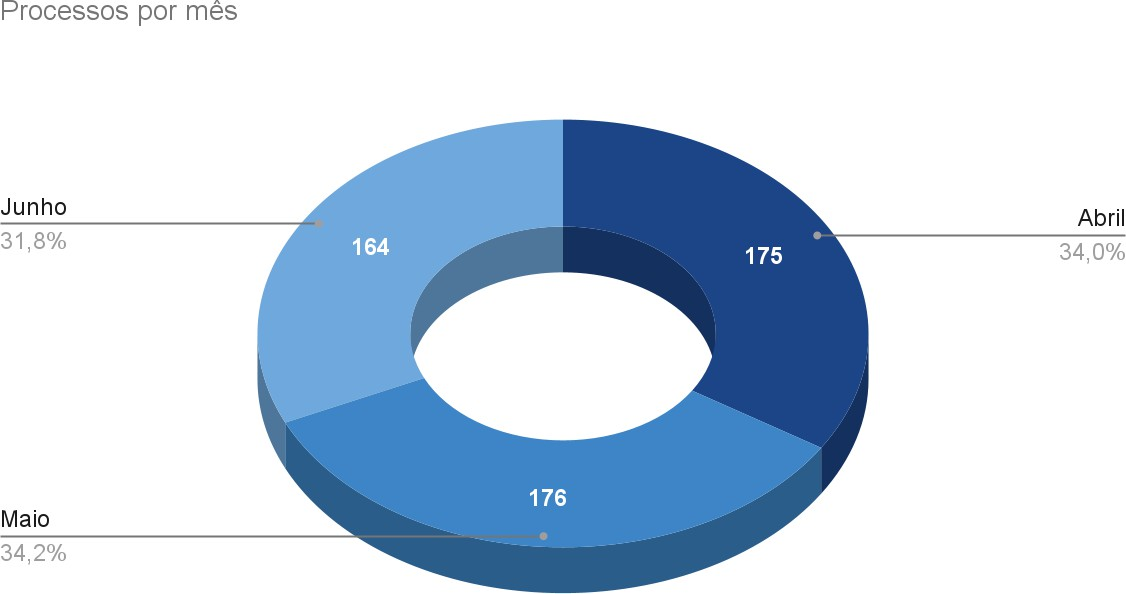 Processos por mês
Junho
31,8%
164
175
Abril
34,0%
176
Maio
34,2%